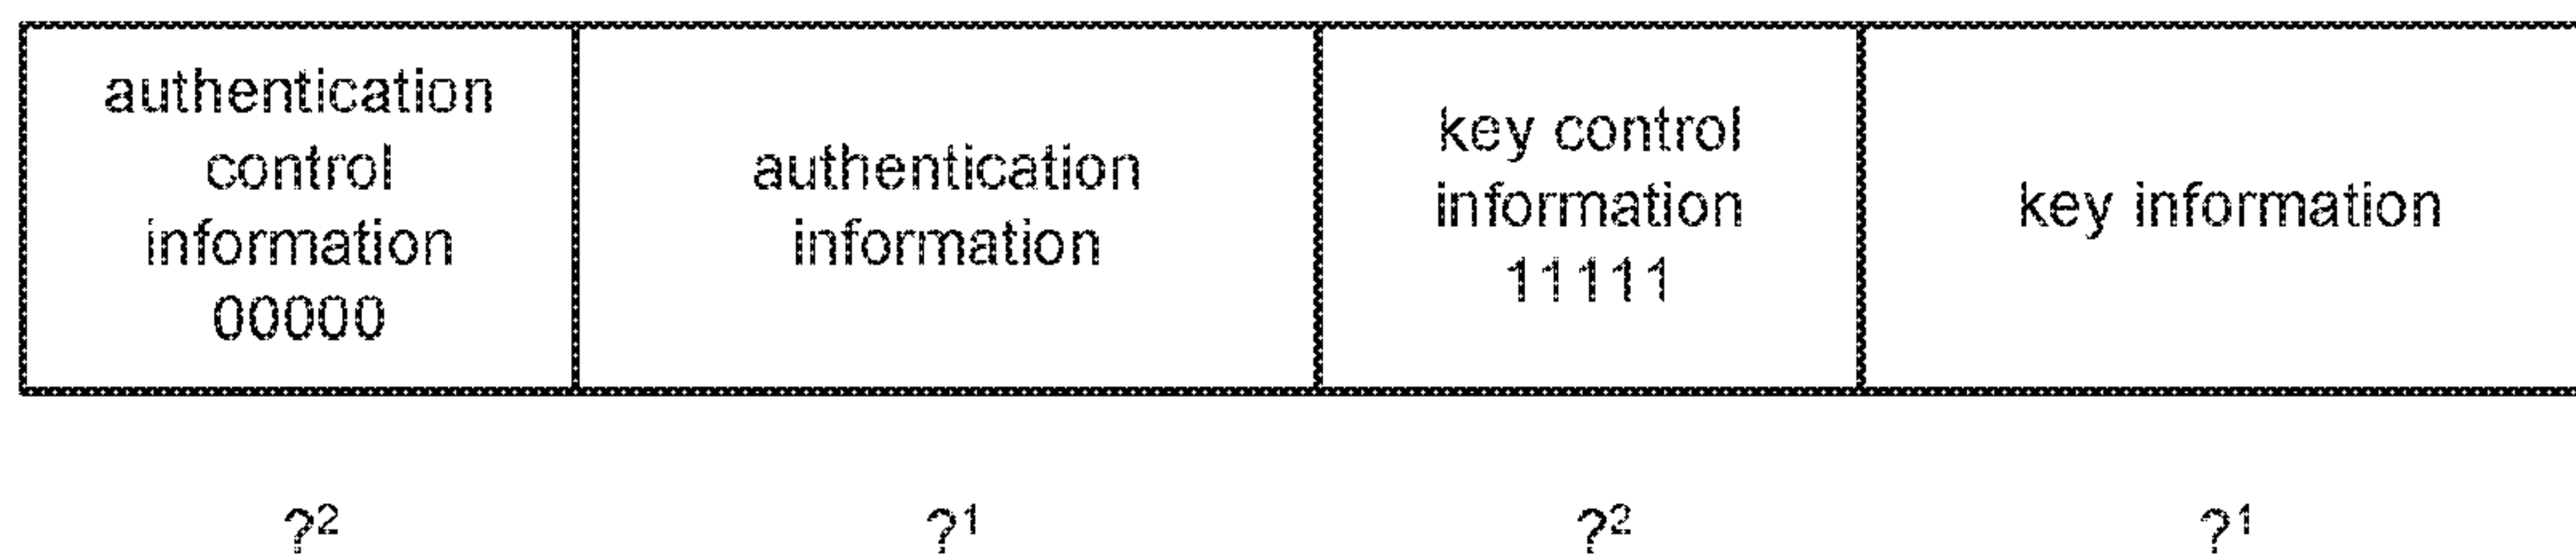 authentication
control
information
00000
authentication
information
key control
information
11111
key information
?²
?¹
?²
?¹